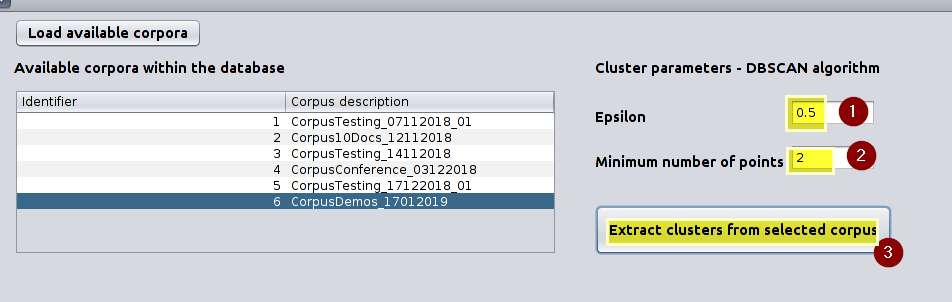 Load available corpora
Available corpora within the database
Identifier Corpus description
1 CorpusTesting_07112018_01
2 Corpus10Docs_12112018
3 CorpusTesting_14112018
4 CorpusConference_03122018
5 CorpusTesting_17122018_01
6 CorpusDemos_17012019
Cluster parameters - DBSCAN algorithm
Epsilon 0.5 1
Minimum number of points 2 2
Extract clusters from selected corpus
3